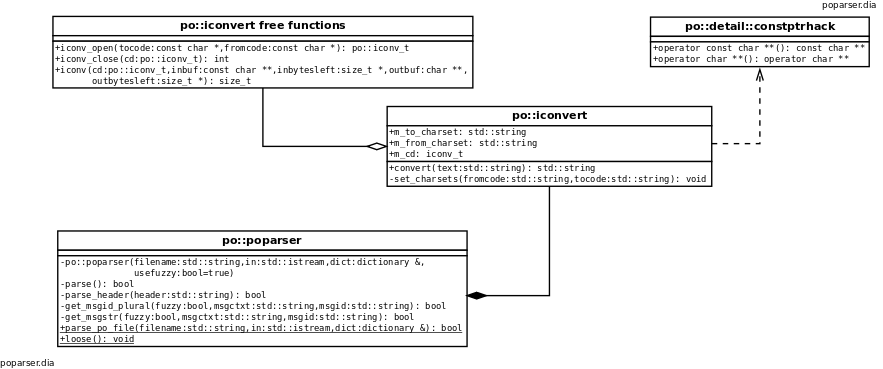 poparser.dia
po::iconvert free functions
+iconv_open(tocode:const char *,fromcode:const char *): po::iconv_t
+iconv_close(cd:po::iconv_t): int
+iconv(cd:po::iconv_t,inbuf:const char **,inbytesleft:size_t *,outbuf:char **,
outbytesleft:size_t *): size_t
po::detail::constptrhack
+operator const char **(): const char **
+operator char **(): operator char **
po::iconvert
+m_to_charset: std::string
+m_from_charset: std::string
+m_cd: iconv_t
+convert(text:std::string): std::string
-set_charsets(fromcode:std::string,tocode:std::string): void
po::poparser
-po::poparser(filename:std::string,in:std::istream,dict:dictionary &,
usefuzzy:bool=true)
-parse(): bool
-parse_header(header:std::string): bool
-get_msgid_plural(fuzzy:bool,msgctxt:std::string,msgid:std::string): bool
-get_msgstr(fuzzy:bool,msgctxt:std::string,msgid:std::string): bool
+parse_po_file(filename:std::string,in:std::istream,dict:dictionary &): bool
+loose(): void
poparser.dia